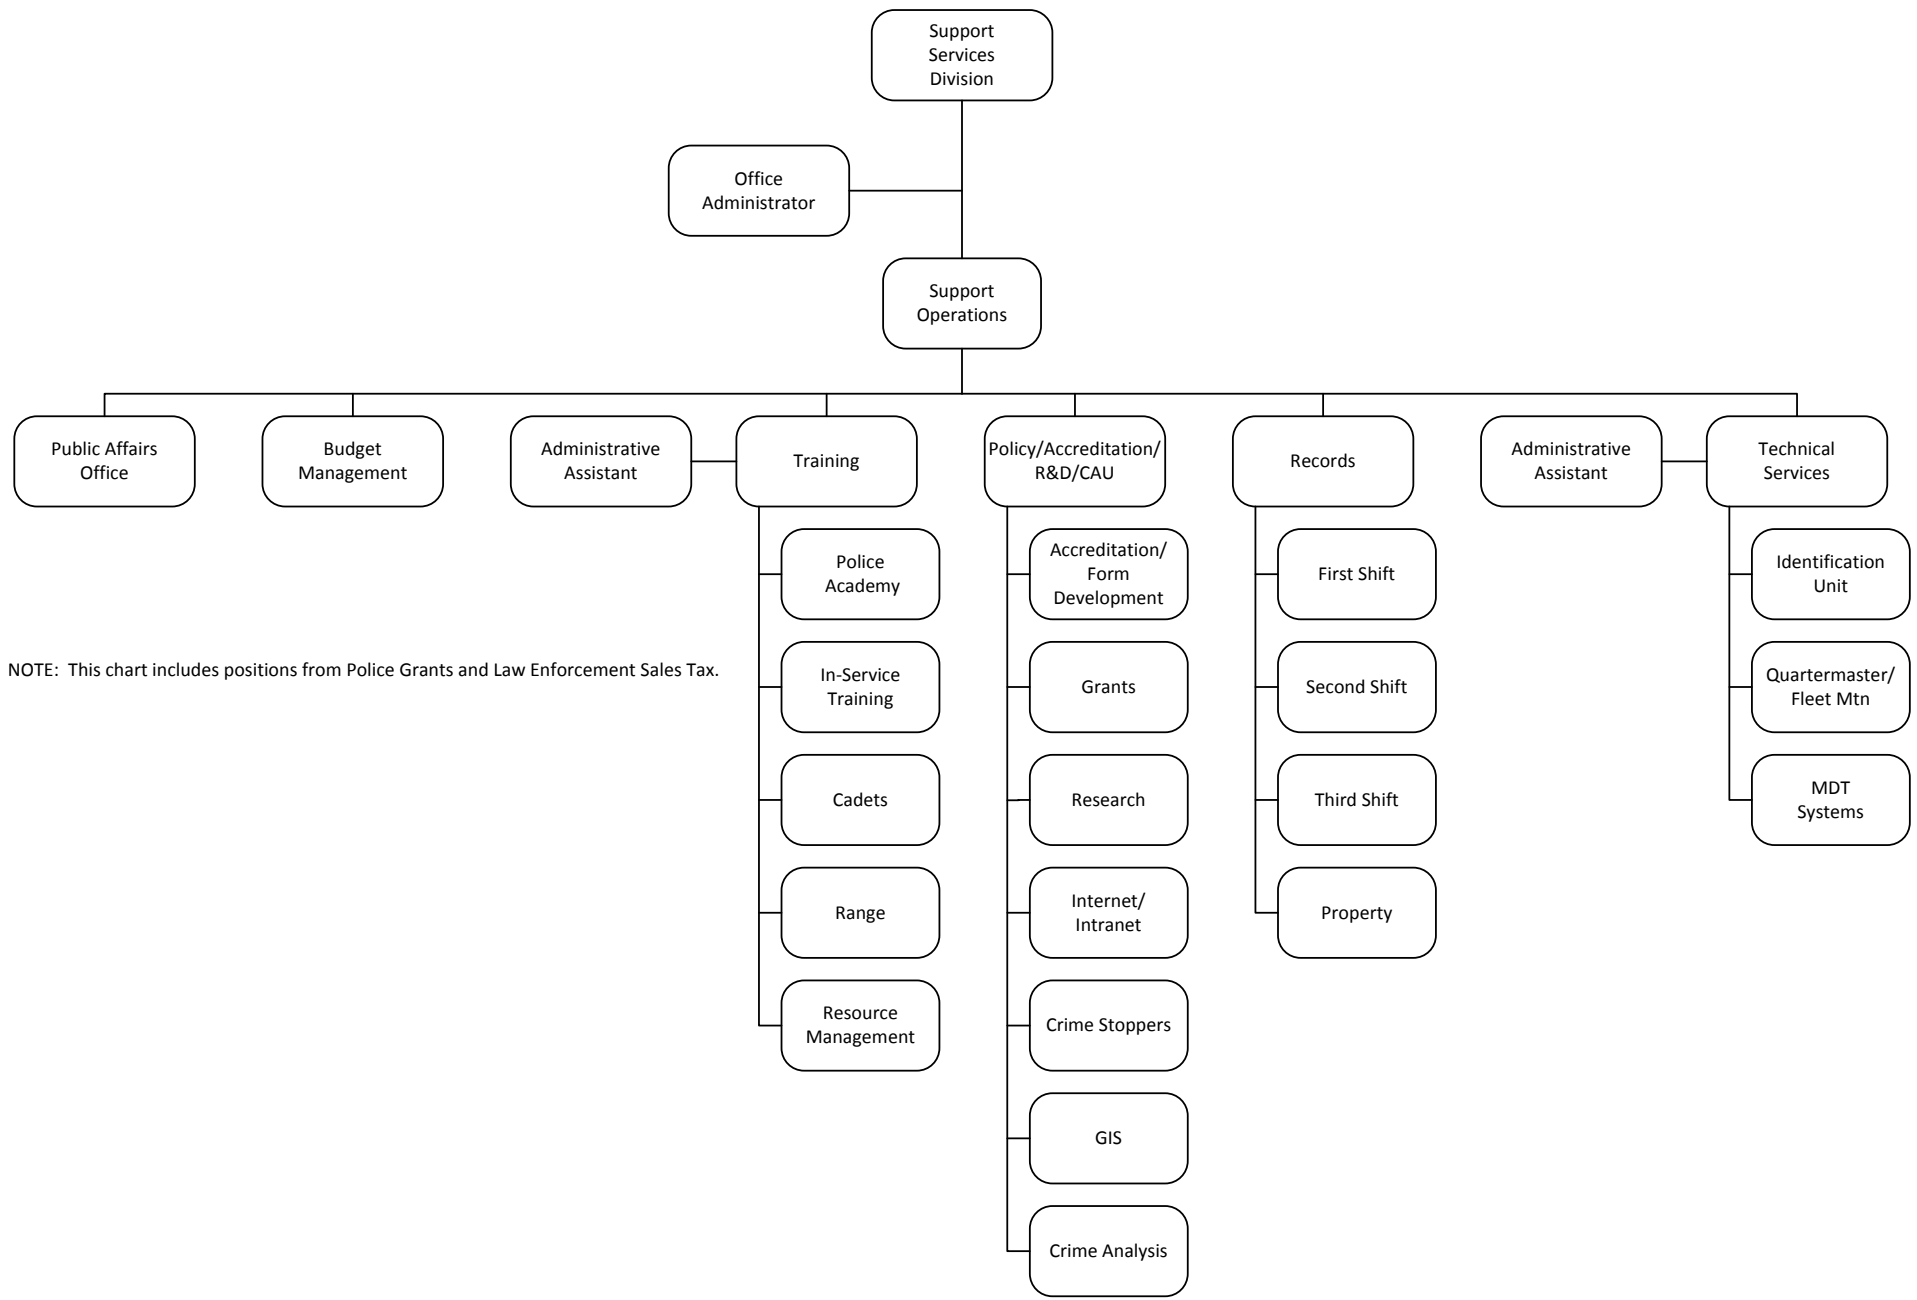 Support
Services
Division
Office
Administrator
Support
Operations
Public Affairs
Office
Budget
Management
Administrative
Assistant
Training
Policy/Accreditation/
R&D/CAU
Records
Administrative
Assistant
Technical
Services
Police
Academy
Accreditation/
Form
Development
First Shift
Identification
Unit
NOTE:  This chart includes positions from Police Grants and Law Enforcement Sales Tax.
In-Service
Training
Grants
Second Shift
Quartermaster/
Fleet Mtn
Cadets
Research
Third Shift
MDT
Systems
Range
Internet/
Intranet
Property
Resource
Management
Crime Stoppers
GIS
Crime Analysis